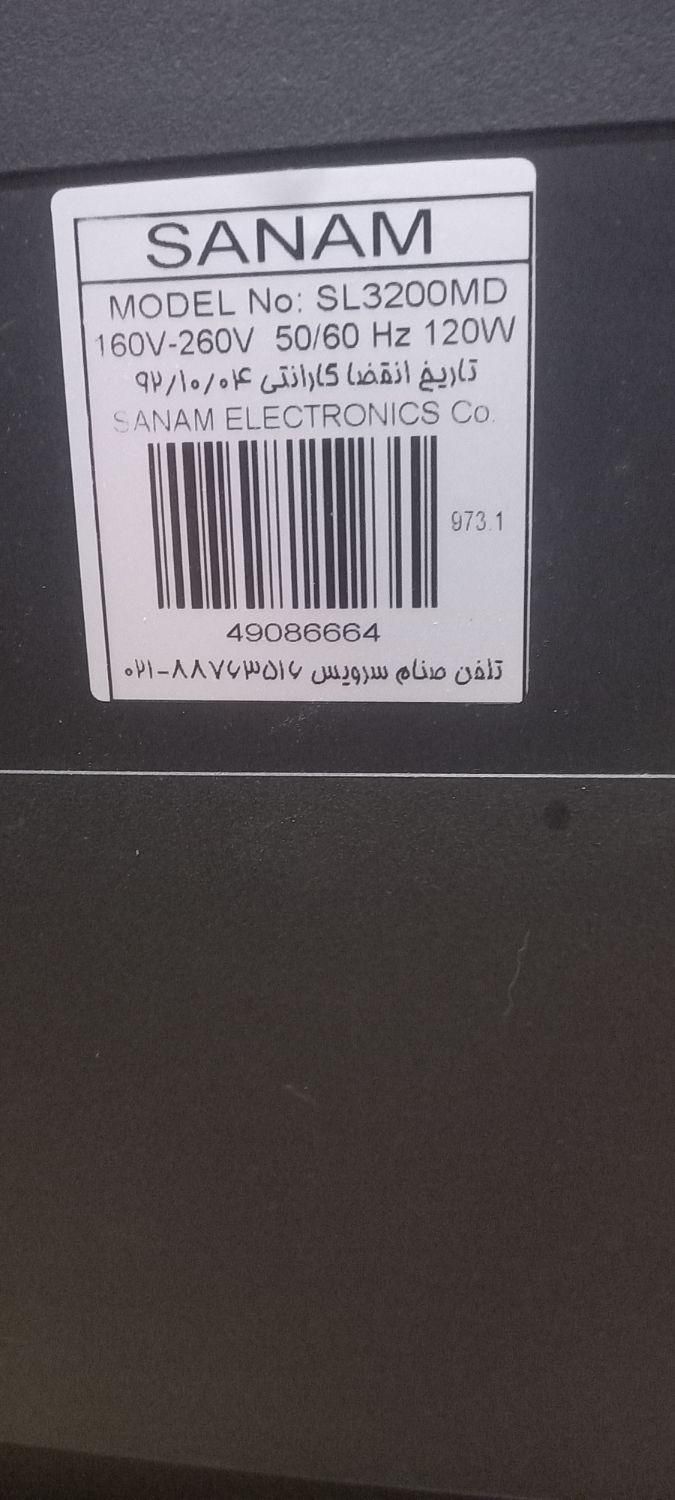 SANAM
MODEL No: SL3200MD
160V-260V 50/60 Hz 120W
تاریخ انقضا گارانتی ۹۲/۱۰/۰۴
SANAM ELECTRONICS Co.
973.1
49086664
تلفن صنام سرویس ۸۸۷۶۳۵۱۶-۰۲۱